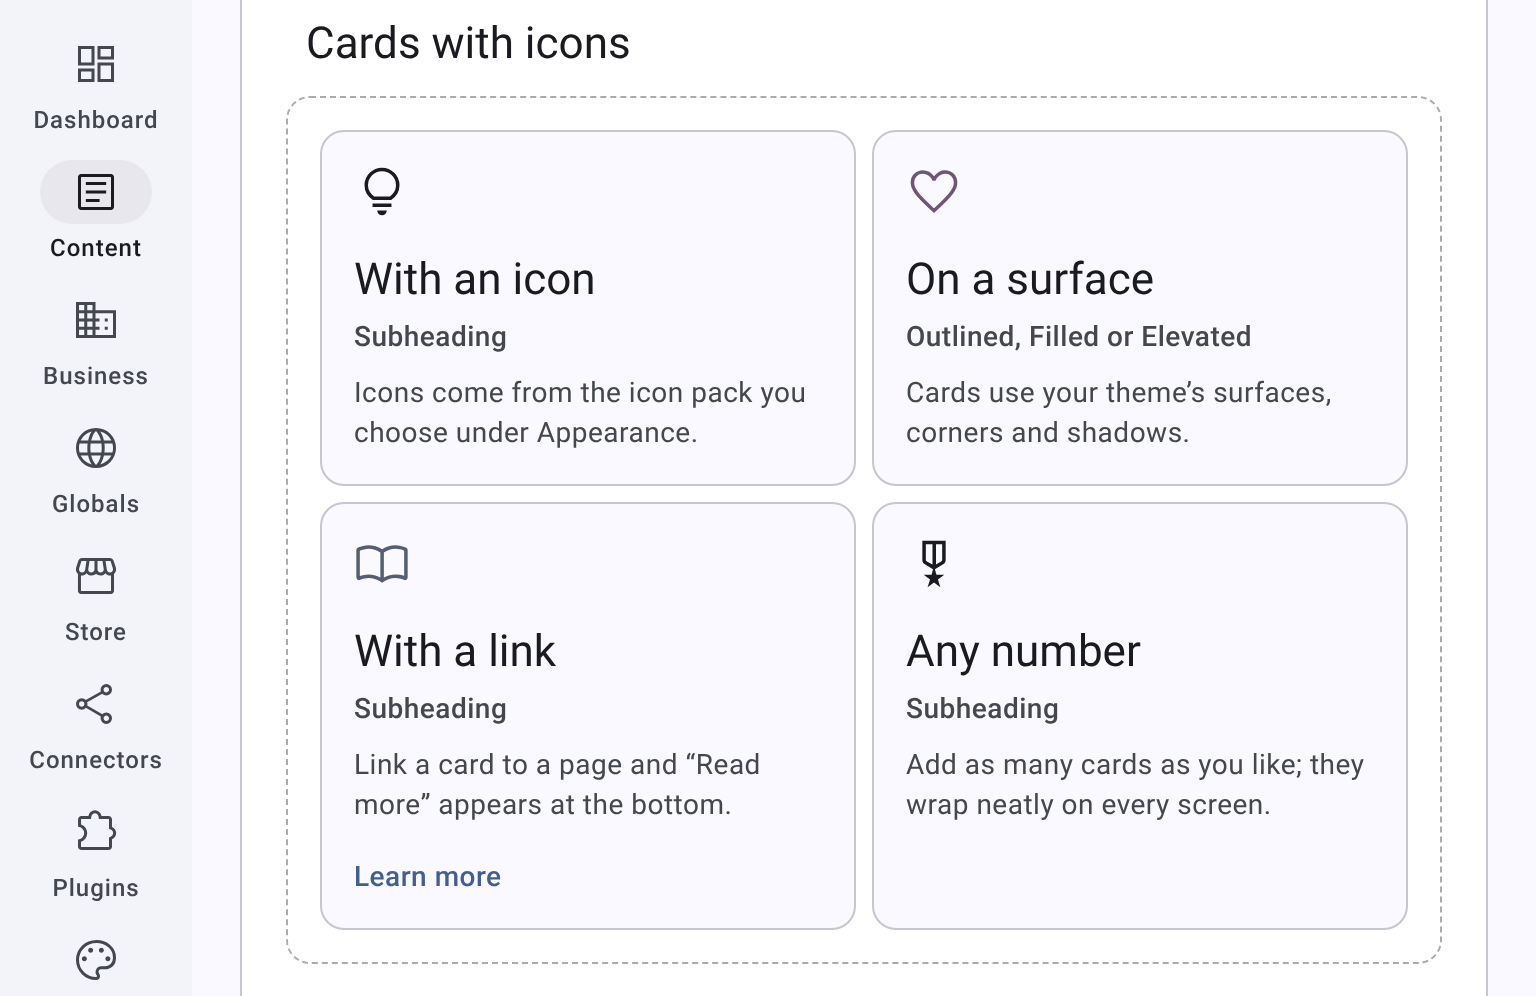 Dashboard
Content
Business
Globals
Store
Connectors
Plugins
Cards with icons
With an icon
Subheading
Icons come from the icon pack you
choose under Appearance.
On a surface
Outlined, Filled or Elevated
Cards use your theme’s surfaces,
corners and shadows.
With a link
Subheading
Link a card to a page and “Read
more” appears at the bottom.
Learn more
Any number
Subheading
Add as many cards as you like; they
wrap neatly on every screen.